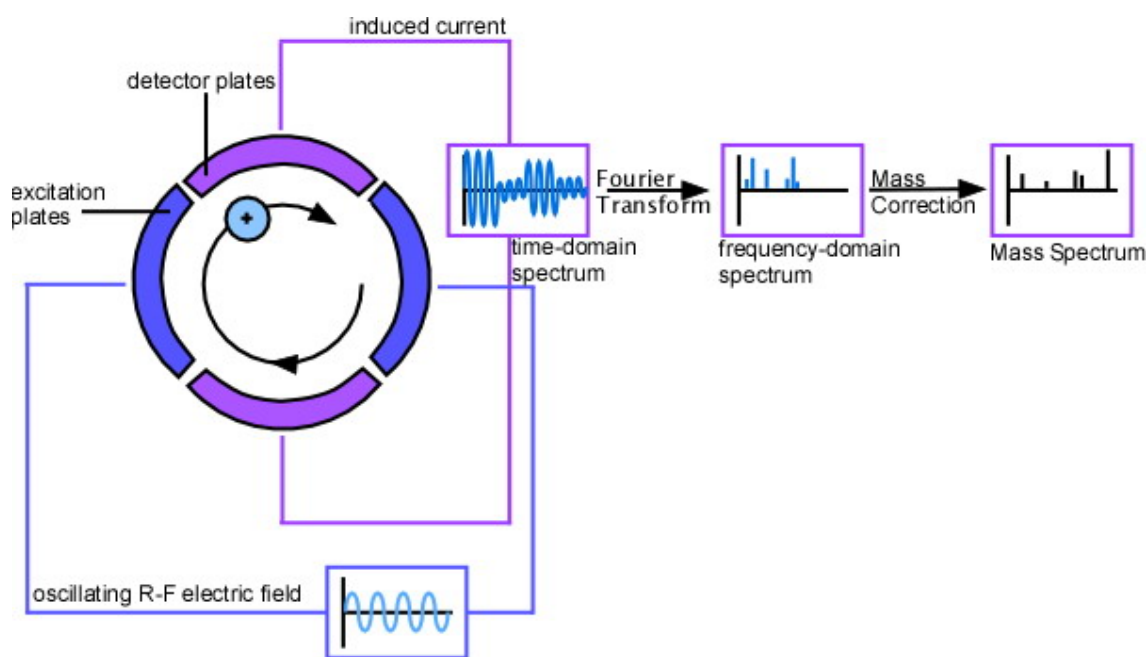 induced current
detector plates
excitation
plates
+
Fourier
Transform
Mass
Correction
time-domain
spectrum
frequency-domain
spectrum
Mass Spectrum
oscillating R-F electric field